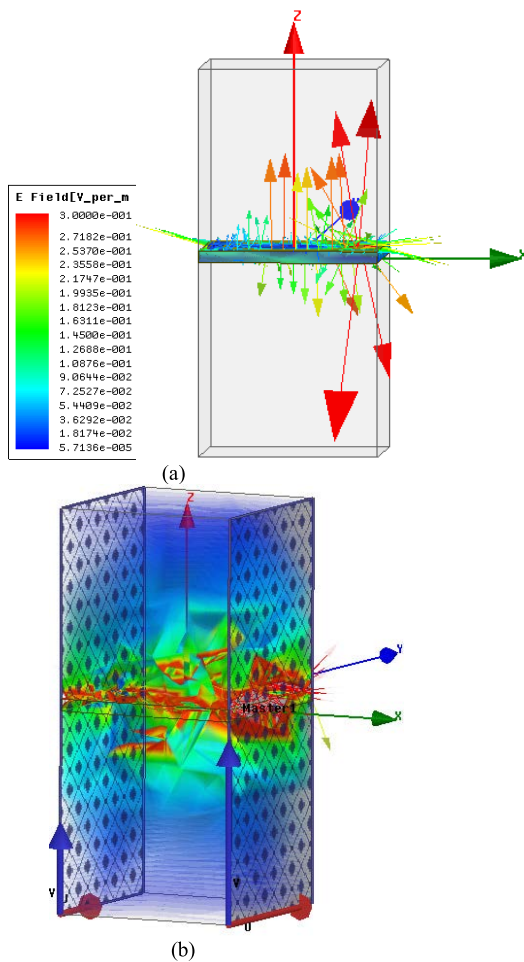 Z
E Field[V_per_m
3.0000e-001
2.7182e-001
2.5370e-001
2.3558e-001
2.1747e-001
1.9935e-001
1.8123e-001
1.6311e-001
1.4500e-001
1.2688e-001
1.0876e-001
9.0644e-002
7.2527e-002
5.4409e-002
3.6292e-002
1.8174e-002
5.7136e-005
(a)
Z
Y
X
Master1
V
U
(b)